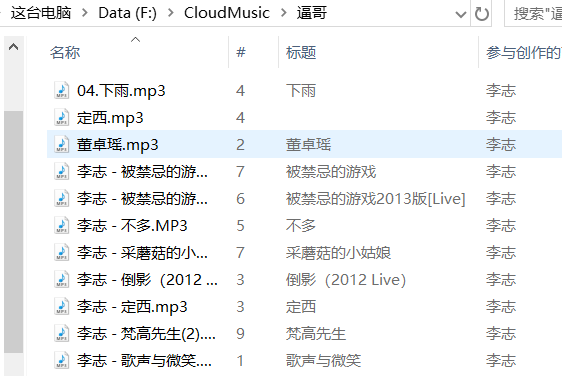 这台电脑 > Data (F:) > CloudMusic > 逼哥 搜索"逼
名称 # 标题 参与创作的
04.下雨.mp3 4 下雨 李志
定西.mp3 4 李志
董卓瑶.mp3 2 董卓瑶 李志
李志 - 被禁忌的游... 7 被禁忌的游戏 李志
李志 - 被禁忌的游... 6 被禁忌的游戏2013版[Live] 李志
李志 - 不多.MP3 5 不多 李志
李志 - 采蘑菇的小... 7 采蘑菇的小姑娘 李志
李志 - 倒影（2012 ... 3 倒影（2012 Live） 李志
李志 - 定西.mp3 3 定西 李志
李志 - 梵高先生(2).... 9 梵高先生 李志
李志 - 歌声与微笑.... 1 歌声与微笑 李志